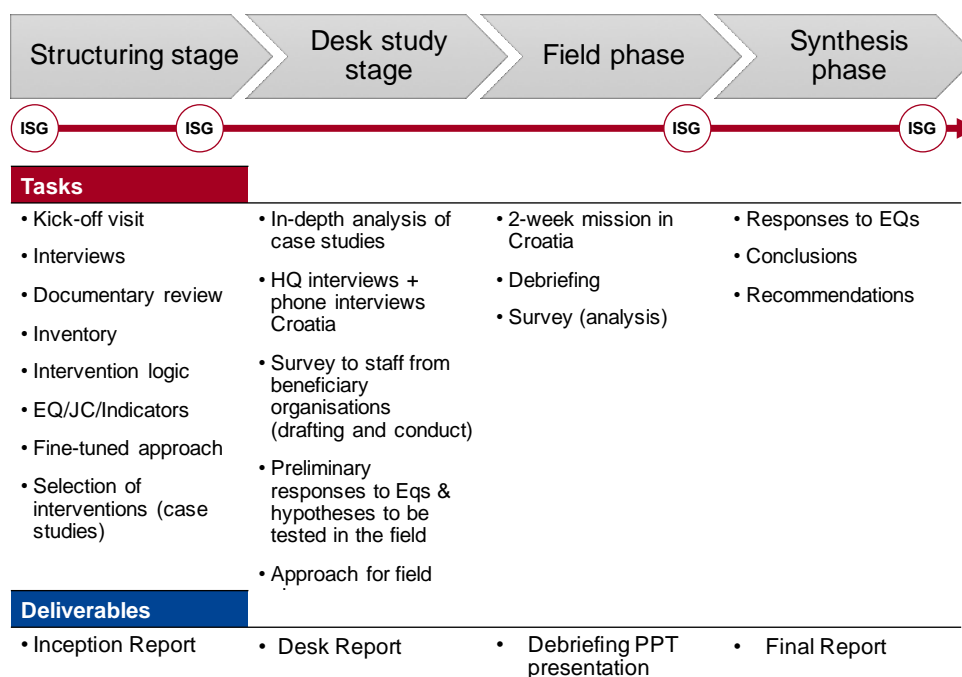 Structuring stage
Desk study
stage
Field phase
Synthesis
phase
ISG
ISG
ISG
ISG
Tasks
• Kick-off visit
• Interviews
• Documentary review
• Inventory
• Intervention logic
• EQ/JC/Indicators
• Fine-tuned approach
• Selection of
interventions (case
studies)
• In-depth analysis of
case studies
• HQ interviews +
phone interviews
Croatia
• Survey to staff from
beneficiary
organisations
(drafting and conduct)
• Preliminary
responses to Eqs &
hypotheses to be
tested in the field
• Approach for field
• 2-week mission in
Croatia
• Debriefing
• Survey (analysis)
• Responses to EQs
• Conclusions
• Recommendations
Deliverables
• Inception Report
• Desk Report
• Debriefing PPT
presentation
• Final Report